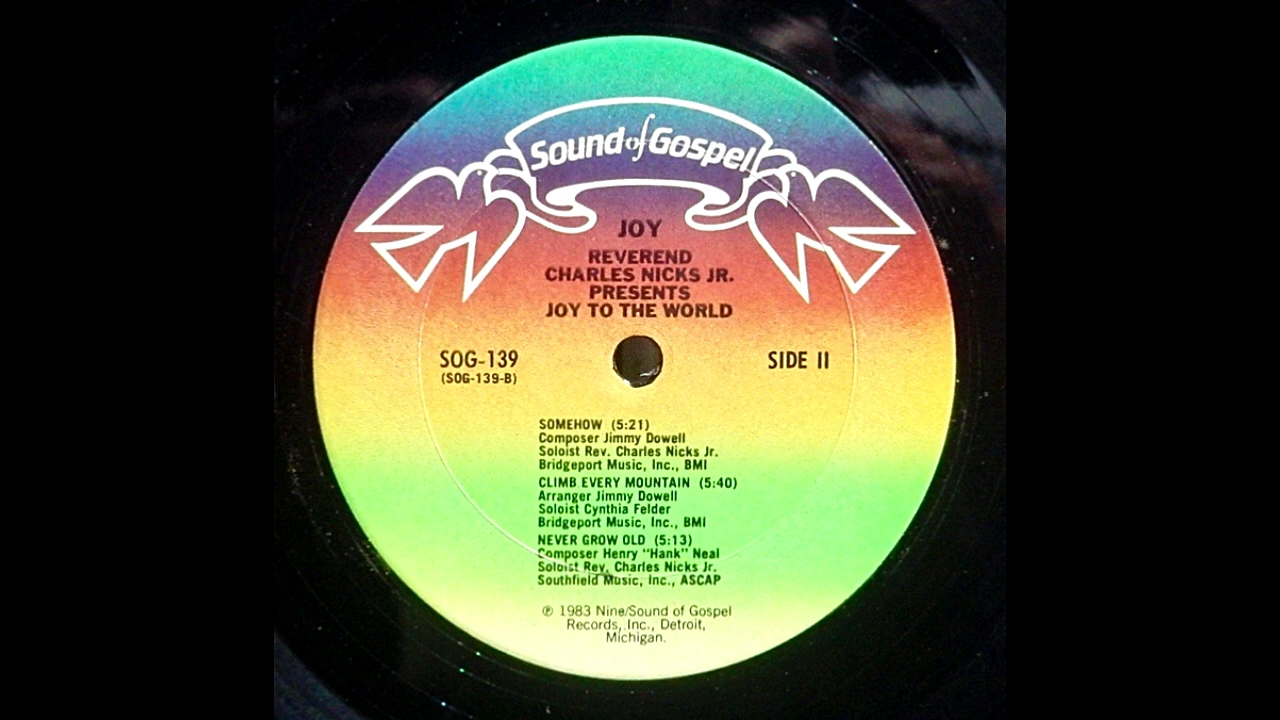 Sound of Gospel
JOY
REVEREND
CHARLES NICKS JR.
PRESENTS
JOY TO THE WORLD
SOG-139
(SOG-139-B)
SIDE II
SOMEHOW (5:21)
Composer Jimmy Dowell
Soloist Rev. Charles Nicks Jr.
Bridgeport Music, Inc., BMI
CLIMB EVERY MOUNTAIN (5:40)
Arranger Jimmy Dowell
Soloist Cynthia Felder
Bridgeport Music, Inc., BMI
NEVER GROW OLD (5:13)
Composer Henry "Hank" Neal
Soloist Rev. Charles Nicks Jr.
Southfield Music, Inc., ASCAP
℗ 1983 Nine/Sound of Gospel
Records, Inc., Detroit,
Michigan.